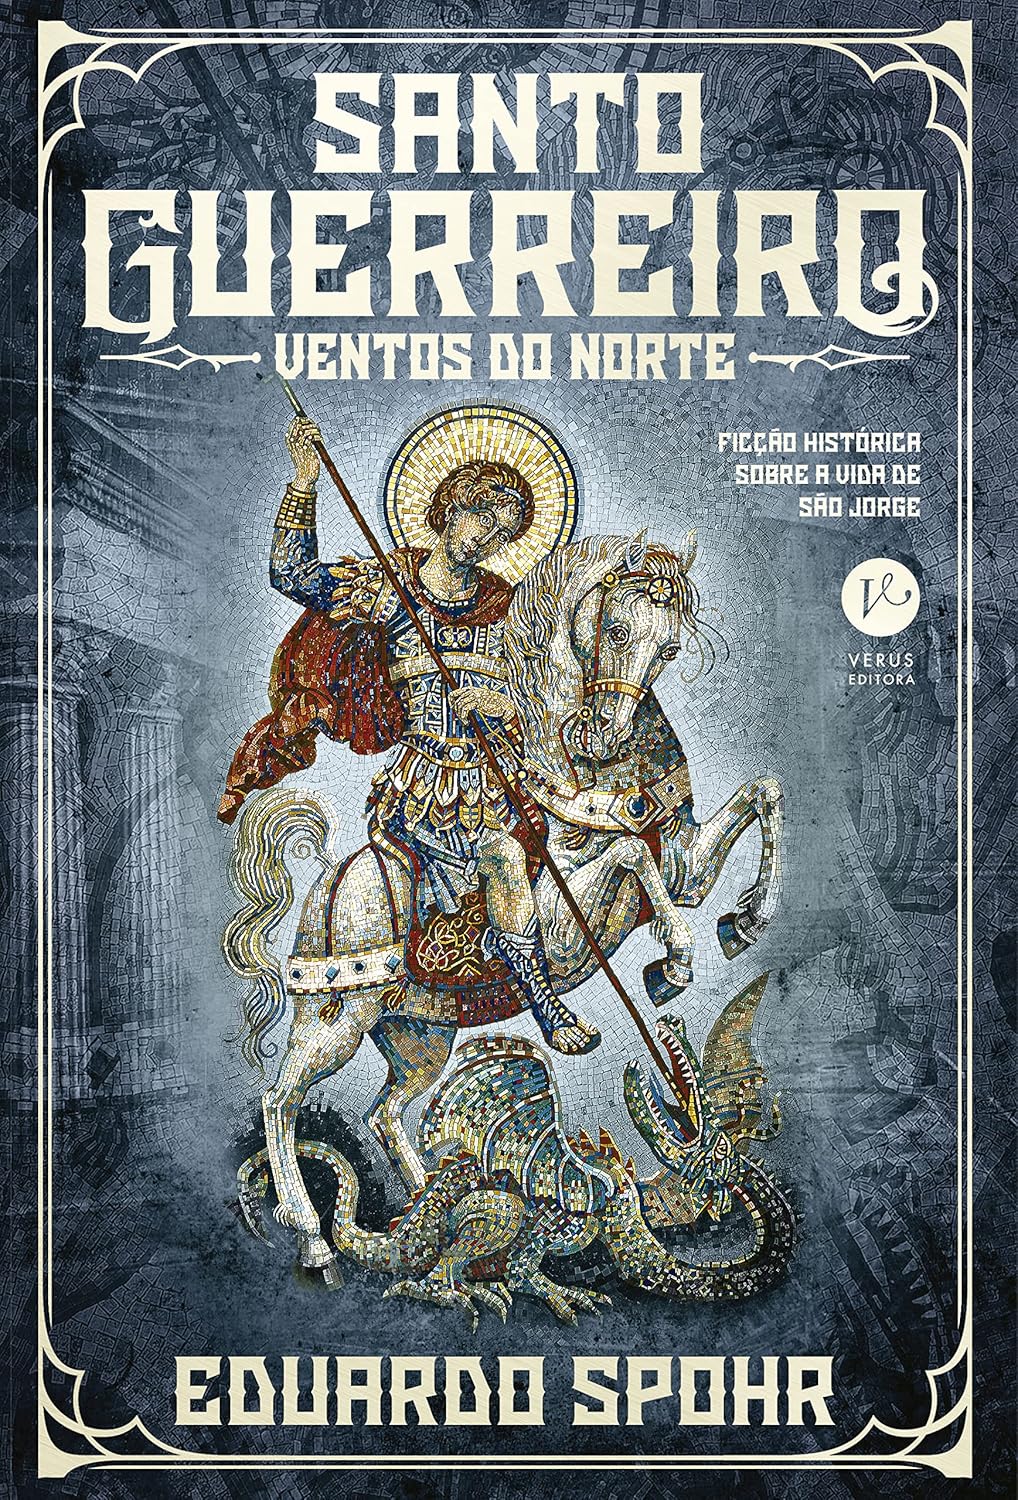 SANTO
GUERREIRO
VENTOS DO NORTE
FICÇÃO HISTÓRICA
SOBRE A VIDA DE
SÃO JORGE
VERUS
EDITORA
EDUARDO SPOHR